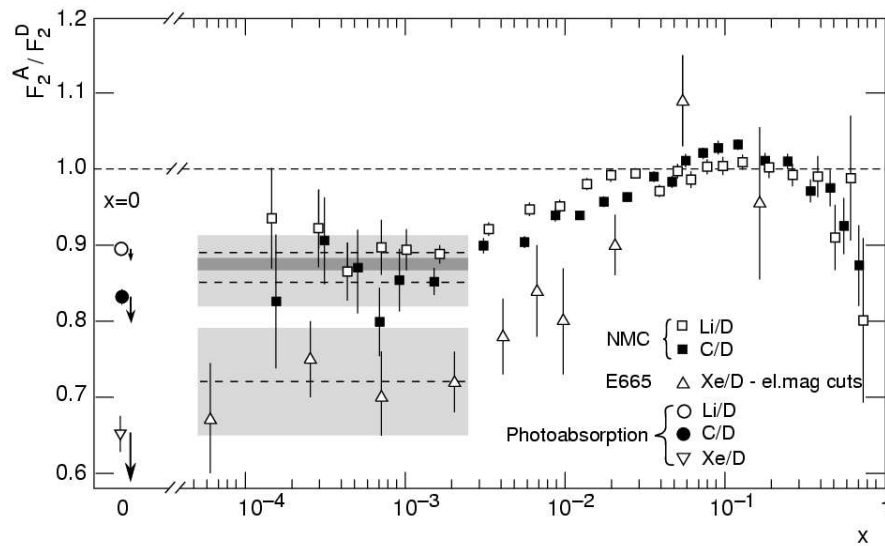 F₂ᴬ / F₂ᴰ
1.2
1.1
1.0
0.9
0.8
0.7
0.6
x=0
NMC
Li/D
C/D
E665
Xe/D - el.mag cuts
Photoabsorption
Li/D
C/D
Xe/D
0
10⁻⁴
10⁻³
10⁻²
10⁻¹
1
x